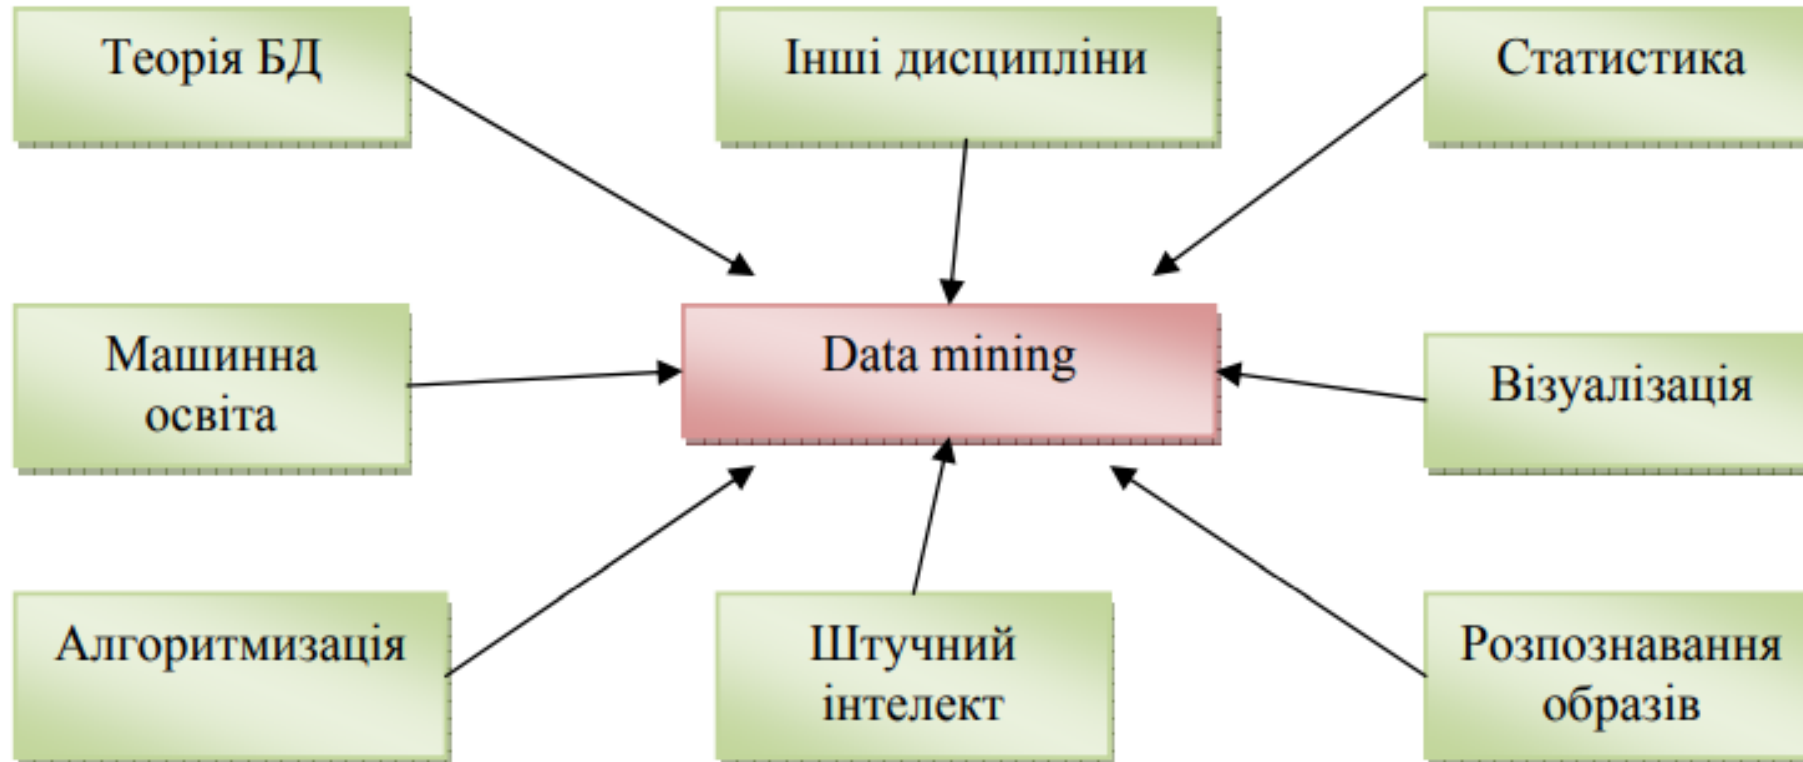 Теорія БД
Інші дисципліни
Статистика
Машинна
освіта
Data mining
Візуалізація
Алгоритмизація
Штучний
інтелект
Розпознавання
образів